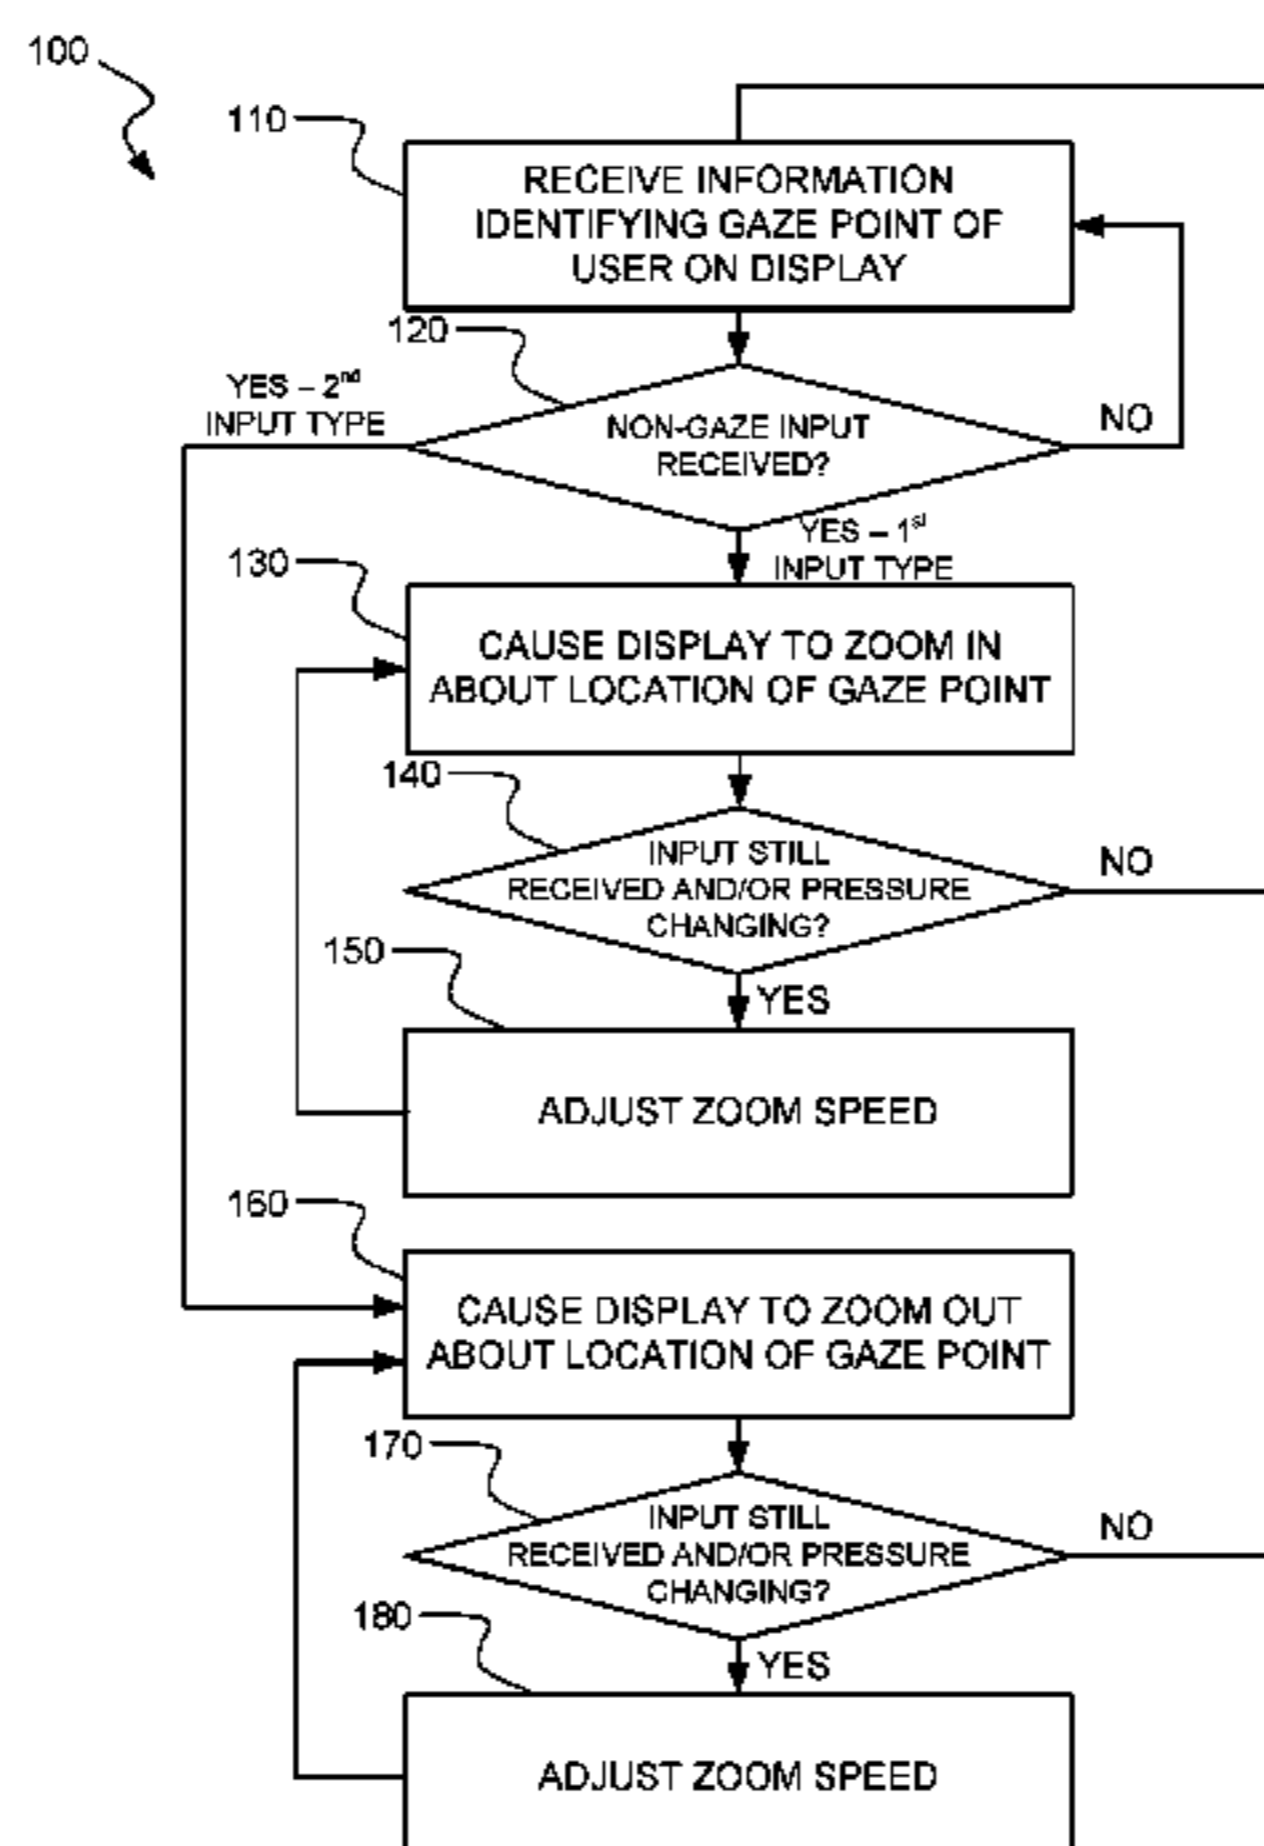 100
110
RECEIVE INFORMATION
IDENTIFYING GAZE POINT OF
USER ON DISPLAY
120
YES – 2nd
INPUT TYPE
NON-GAZE INPUT
RECEIVED?
NO
YES – 1st
INPUT TYPE
130
CAUSE DISPLAY TO ZOOM IN
ABOUT LOCATION OF GAZE POINT
140
INPUT STILL
RECEIVED AND/OR PRESSURE
CHANGING?
NO
150
YES
ADJUST ZOOM SPEED
160
CAUSE DISPLAY TO ZOOM OUT
ABOUT LOCATION OF GAZE POINT
170
INPUT STILL
RECEIVED AND/OR PRESSURE
CHANGING?
NO
180
YES
ADJUST ZOOM SPEED